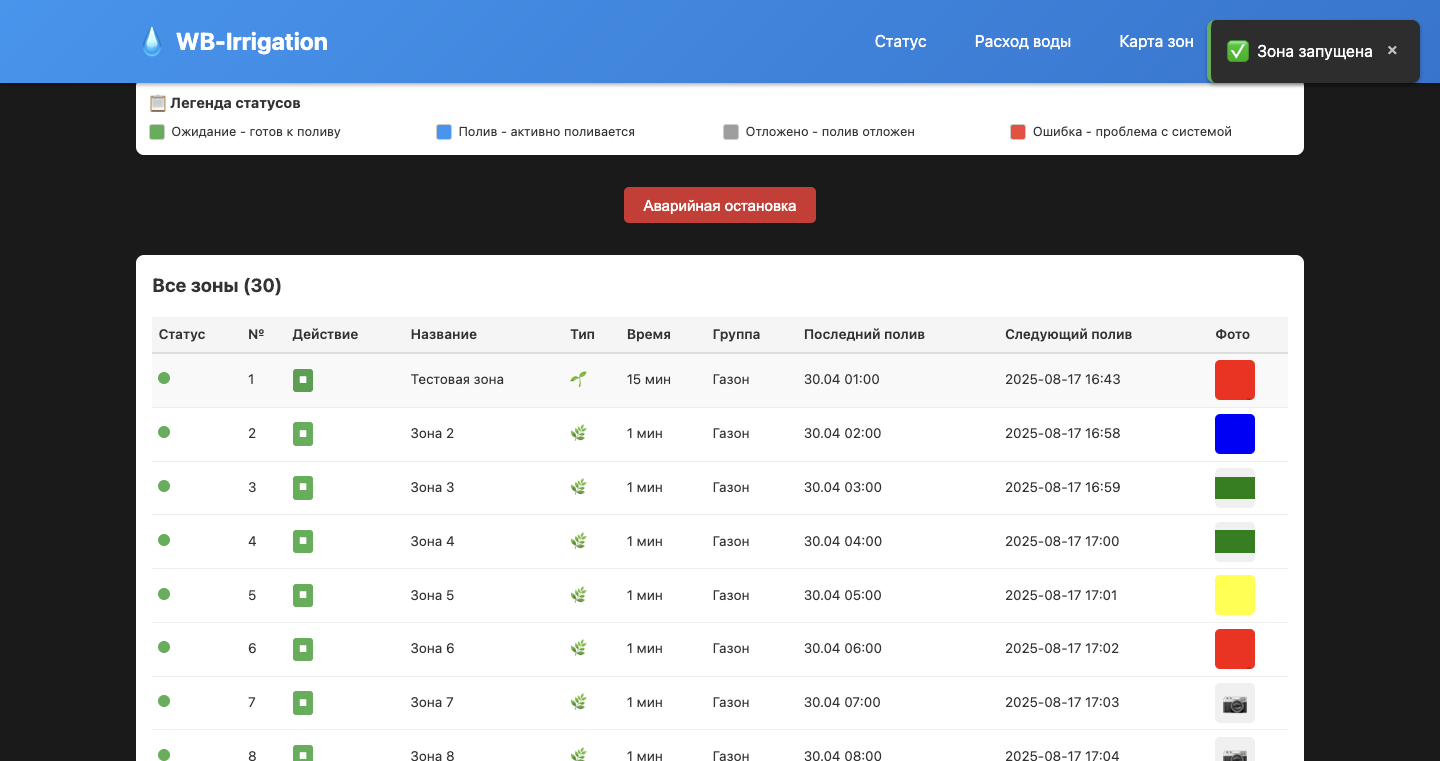 WB-Irrigation
Статус Расход воды Карта зон
Зона запущена ×
Легенда статусов
Ожидание - готов к поливу Полив - активно поливается Отложено - полив отложен Ошибка - проблема с системой
Аварийная остановка
Все зоны (30)
Статус № Действие Название Тип Время Группа Последний полив Следующий полив Фото
1 Тестовая зона 15 мин Газон 30.04 01:00 2025-08-17 16:43
2 Зона 2 1 мин Газон 30.04 02:00 2025-08-17 16:58
3 Зона 3 1 мин Газон 30.04 03:00 2025-08-17 16:59
4 Зона 4 1 мин Газон 30.04 04:00 2025-08-17 17:00
5 Зона 5 1 мин Газон 30.04 05:00 2025-08-17 17:01
6 Зона 6 1 мин Газон 30.04 06:00 2025-08-17 17:02
7 Зона 7 1 мин Газон 30.04 07:00 2025-08-17 17:03
8 Зона 8 1 мин Газон 30.04 08:00 2025-08-17 17:04